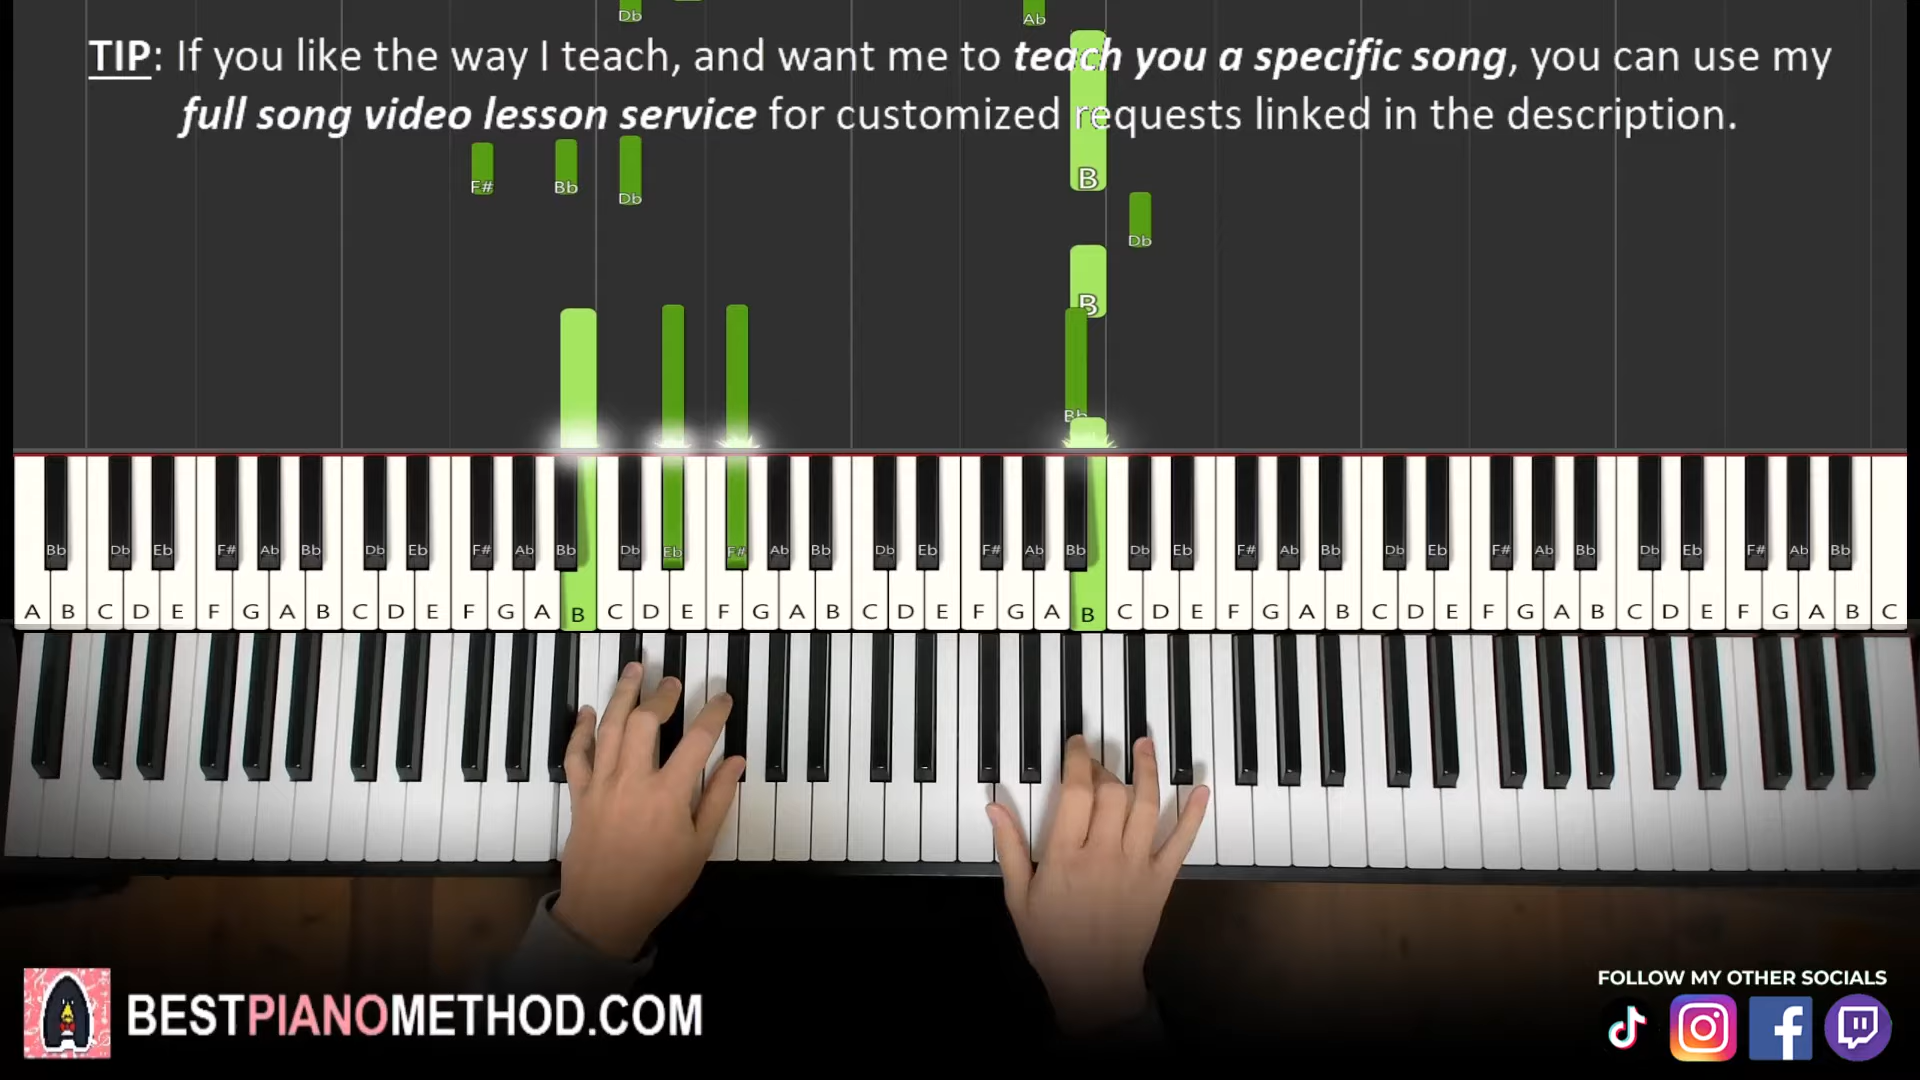 Db
Ab
TIP: If you like the way I teach, and want me to teach you a specific song, you can use my
full song video lesson service for customized requests linked in the description.
F# Bb Db B
Db
B
Bb
Bb Db Eb F# Ab Bb Db Eb F# Ab Bb Db Eb F# Ab Bb Db Eb F# Ab Bb Db Eb F# Ab Bb Db Eb F# Ab Bb Db Eb F# Ab Bb
A B C D E F G A B C D E F G A B C D E F G A B C D E F G A B C D E F G A B C D E F G A B C D E F G A B C
FOLLOW MY OTHER SOCIALS
BESTPIANOMETHOD.COM